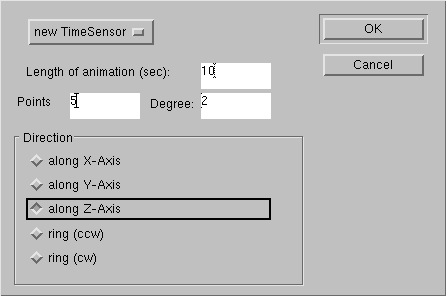 new TimeSensor
OK
Length of animation (sec): 10
Cancel
Points 5 Degree: 2
Direction
along X-Axis
along Y-Axis
along Z-Axis
ring (ccw)
ring (cw)